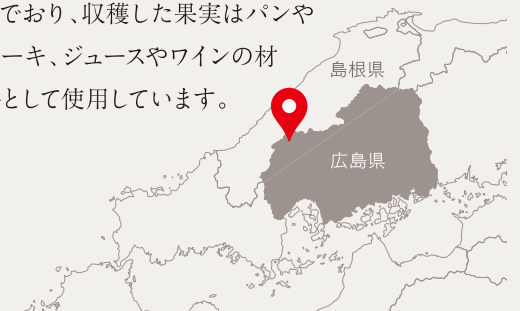 でおり、収穫した果実はパンや
ーキ、ジュースやワインの材
として使用しています。
島根県
広島県